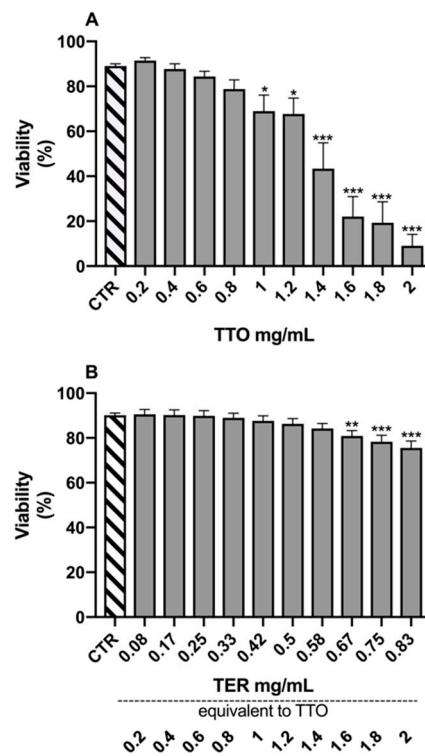 A
100
80
60
40
20
0
Viability
(%)
* * *** *** *** ***
CTR 0.2 0.4 0.6 0.8 1 1.2 1.4 1.6 1.8 2
TTO mg/mL
B
100
80
60
40
20
0
Viability
(%)
** *** ***
CTR 0.08 0.17 0.25 0.33 0.42 0.5 0.58 0.67 0.75 0.83
TER mg/mL
equivalent to TTO
0.2 0.4 0.6 0.8 1 1.2 1.4 1.6 1.8 2